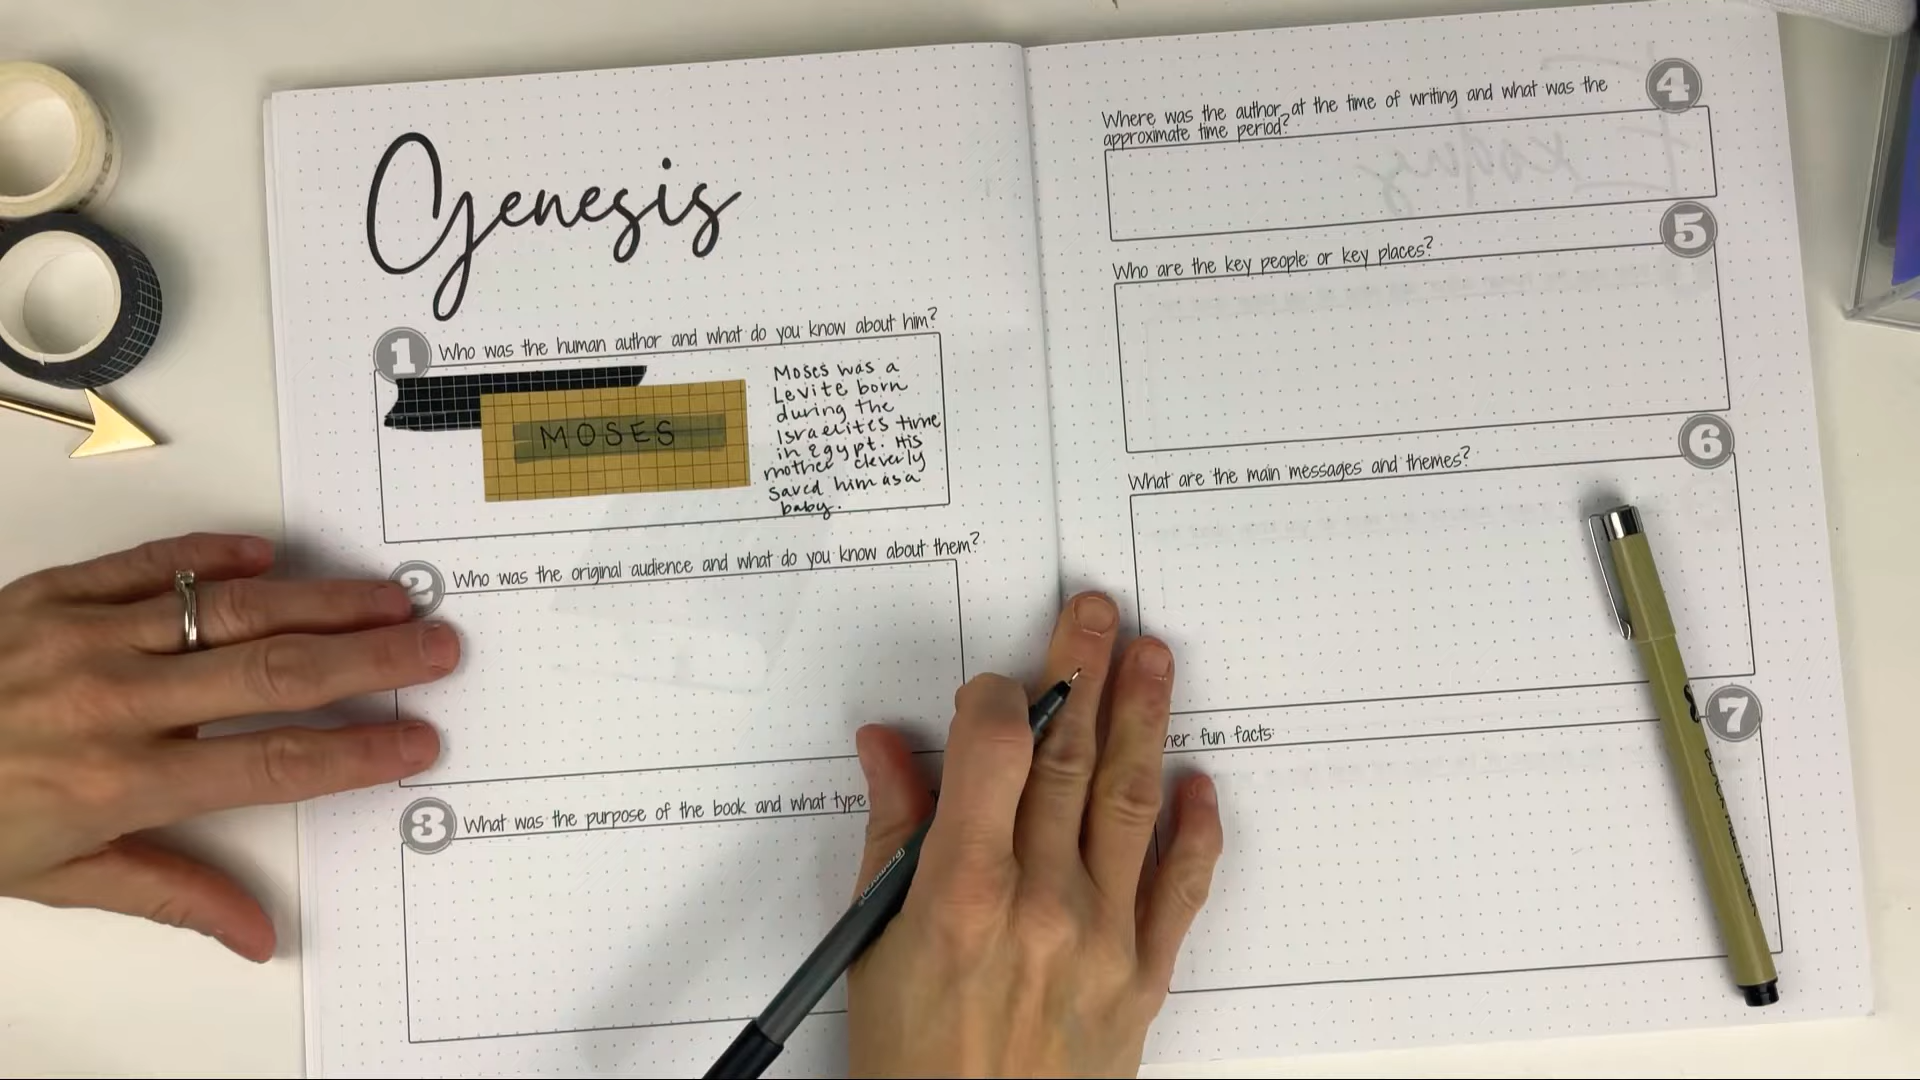 Genesis
1
Who was the human author and what do you know about him?
MOSES
Moses was a
Levite born
during the
Israelites time
in egypt. His
mother cleverly
saved him as a
baby.
2
Who was the original audience and what do you know about them?
3
What was the purpose of the book and what type
4
Where was the author at the time of writing and what was the
approximate time period?
Exodus
5
Who are the key people or key places?
6
What are the main messages and themes?
7
her fun facts: